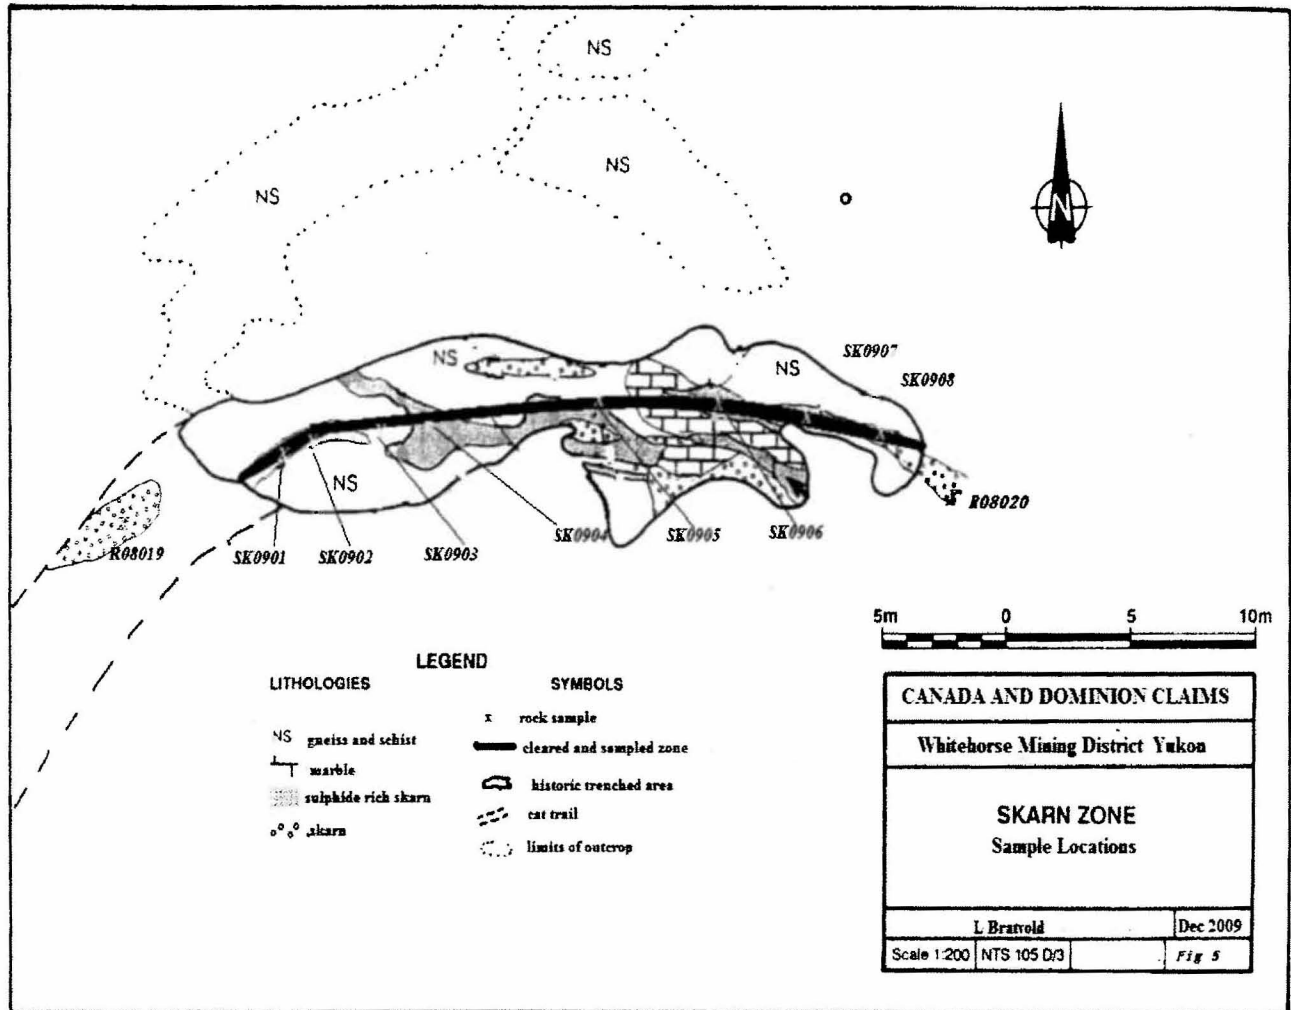 NS
NS
NS
N
NS
NS
NS
SK0907
SK0908
R08019
SK0901
SK0902
SK0903
SK0904
SK0905
SK0906
R08020
5m 0 5 10m
LEGEND
LITHOLOGIES
NS gneiss and schist
marble
sulphide rich skarn
skarn
SYMBOLS
x rock sample
cleared and sampled zone
historic trenched area
cat trail
limits of outcrop
CANADA AND DOMINION CLAIMS
Whitehorse Mining District Yukon
SKARN ZONE
Sample Locations
L Bratvold Dec 2009
Scale 1:200 NTS 105 D/3 Fig 5